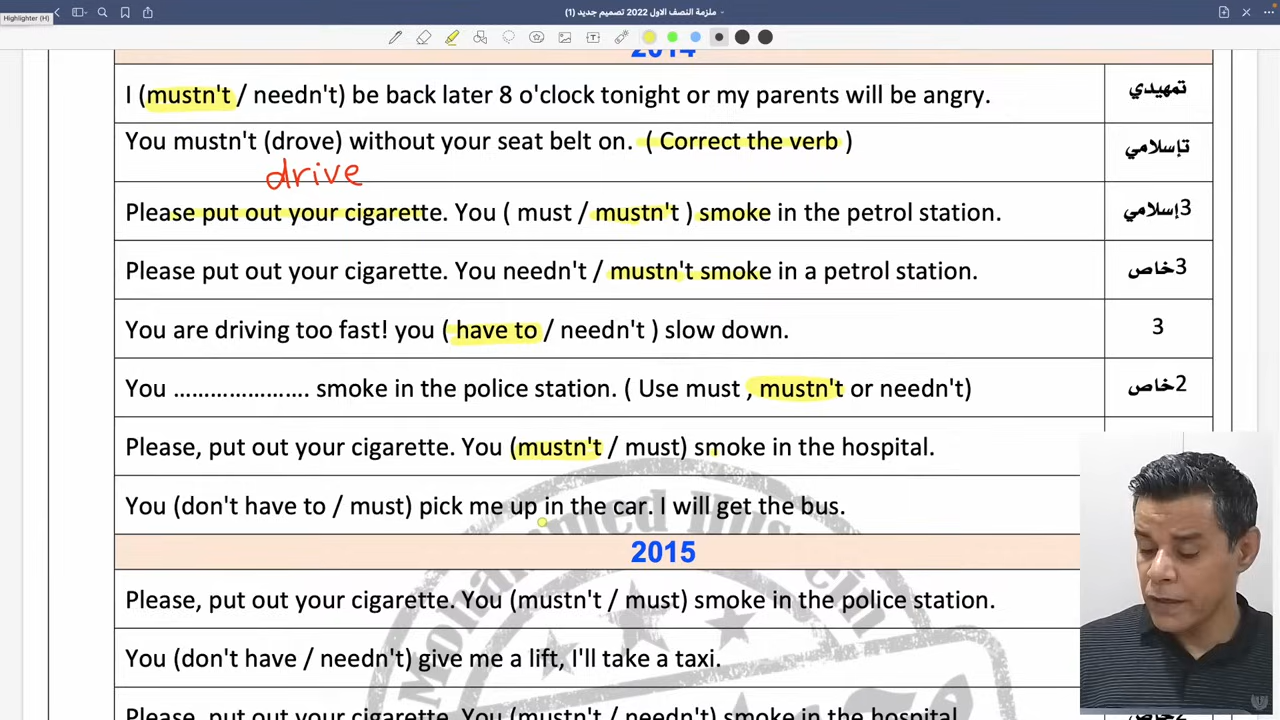 Highlighter (H)
ملزمة النصف الاول 2022 تصميم جديد (1)
2014
I (mustn't / needn't) be back later 8 o'clock tonight or my parents will be angry.
تمهيدي
You mustn't (drove) without your seat belt on. ( Correct the verb )
تإسلامي
drive
Please put out your cigarette. You ( must / mustn't ) smoke in the petrol station.
3إسلامي
Please put out your cigarette. You needn't / mustn't smoke in a petrol station.
3خاص
You are driving too fast! you ( have to / needn't ) slow down.
3
You ………………… smoke in the police station. ( Use must , mustn't or needn't)
2خاص
Please, put out your cigarette. You (mustn't / must) smoke in the hospital.
You (don't have to / must) pick me up in the car. I will get the bus.
2015
Please, put out your cigarette. You (mustn't / must) smoke in the police station.
You (don't have / needn't) give me a lift, I'll take a taxi.
Please, put out your cigarette. You (mustn't / needn't) smoke in the hospital.
Mohamed Hussein